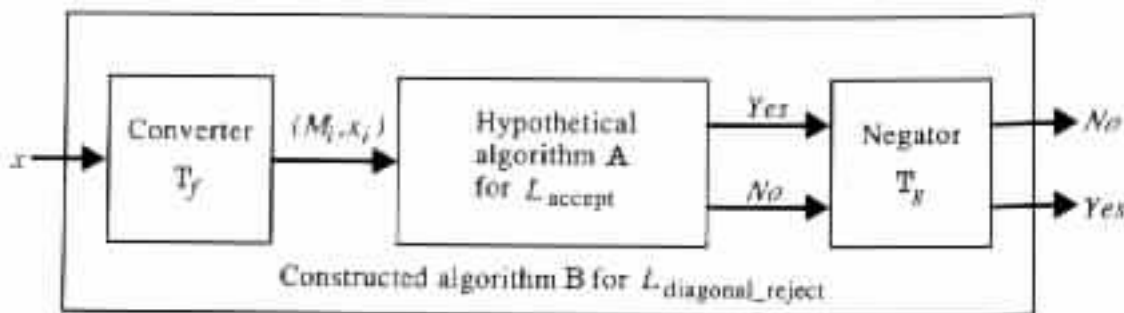 x
Converter
T_f
(M_i, x_i)
Hypothetical
algorithm A
for L_accept
Yes
No
Negator
T_g
No
Yes
Constructed algorithm B for L_diagonal_reject